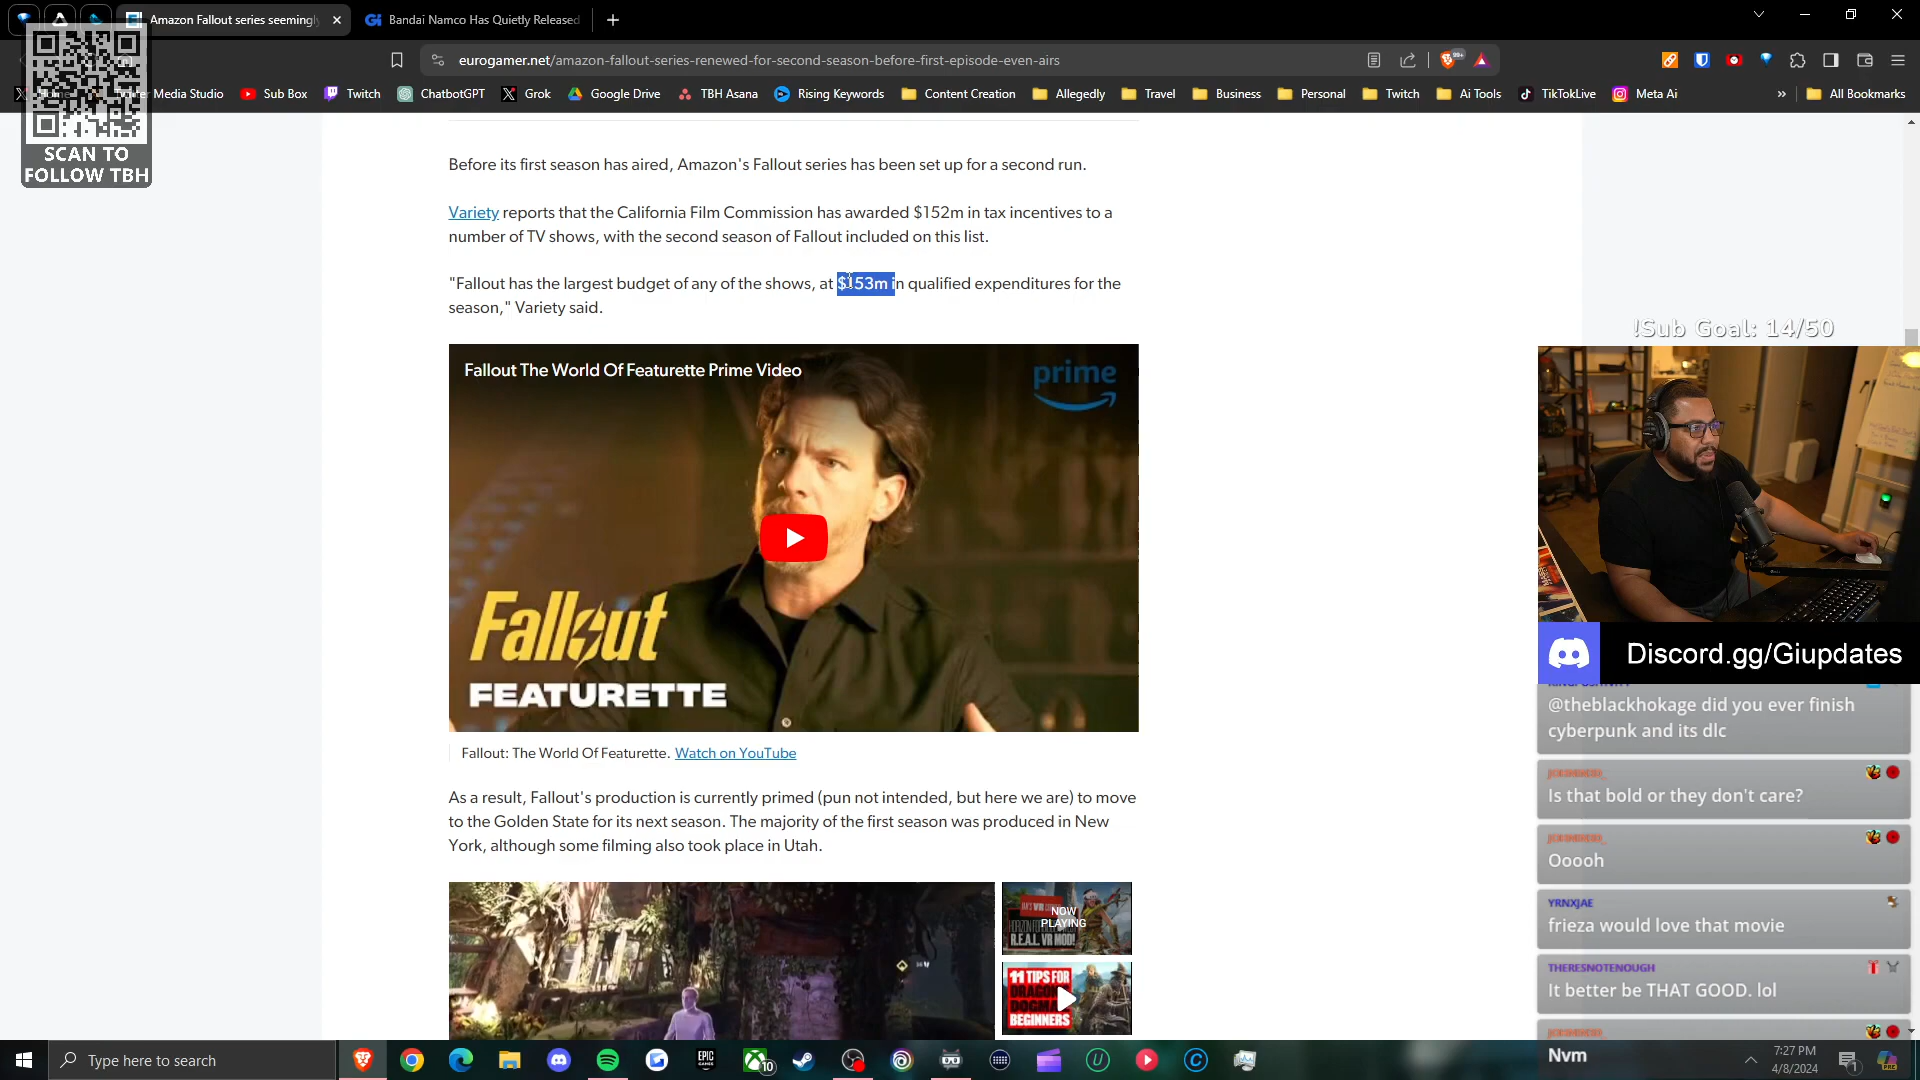 Amazon Fallout series seemingly
Bandai Namco Has Quietly Released
eurogamer.net/amazon-fallout-series-renewed-for-second-season-before-first-episode-even-airs
99+
Media Studio
Sub Box
Twitch
ChatbotGPT
Grok
Google Drive
TBH Asana
Rising Keywords
Content Creation
Allegedly
Travel
Business
Personal
Twitch
Ai Tools
TikTokLive
Meta Ai
All Bookmarks
SCAN TO
FOLLOW TBH
Before its first season has aired, Amazon's Fallout series has been set up for a second run.
Variety reports that the California Film Commission has awarded $152m in tax incentives to a
number of TV shows, with the second season of Fallout included on this list.
"Fallout has the largest budget of any of the shows, at $153m in qualified expenditures for the
season," Variety said.
Fallout The World Of Featurette Prime Video
prime
Fallout
FEATURETTE
Fallout: The World Of Featurette. Watch on YouTube
As a result, Fallout's production is currently primed (pun not intended, but here we are) to move
to the Golden State for its next season. The majority of the first season was produced in New
York, although some filming also took place in Utah.
NOW
PLAYING
R.E.A.L. VR MOD!
11 TIPS FOR
DRAGON'S
DOGMA
BEGINNERS
!Sub Goal: 14/50
Discord.gg/Giupdates
@theblackhokage did you ever finish
cyberpunk and its dlc
Is that bold or they don't care?
Ooooh
YRNXJAE
frieza would love that movie
THERESNOTENOUGH
It better be THAT GOOD. lol
Nvm
Type here to search
EPIC
GAMES
10
7:27 PM
4/8/2024
1
PRE